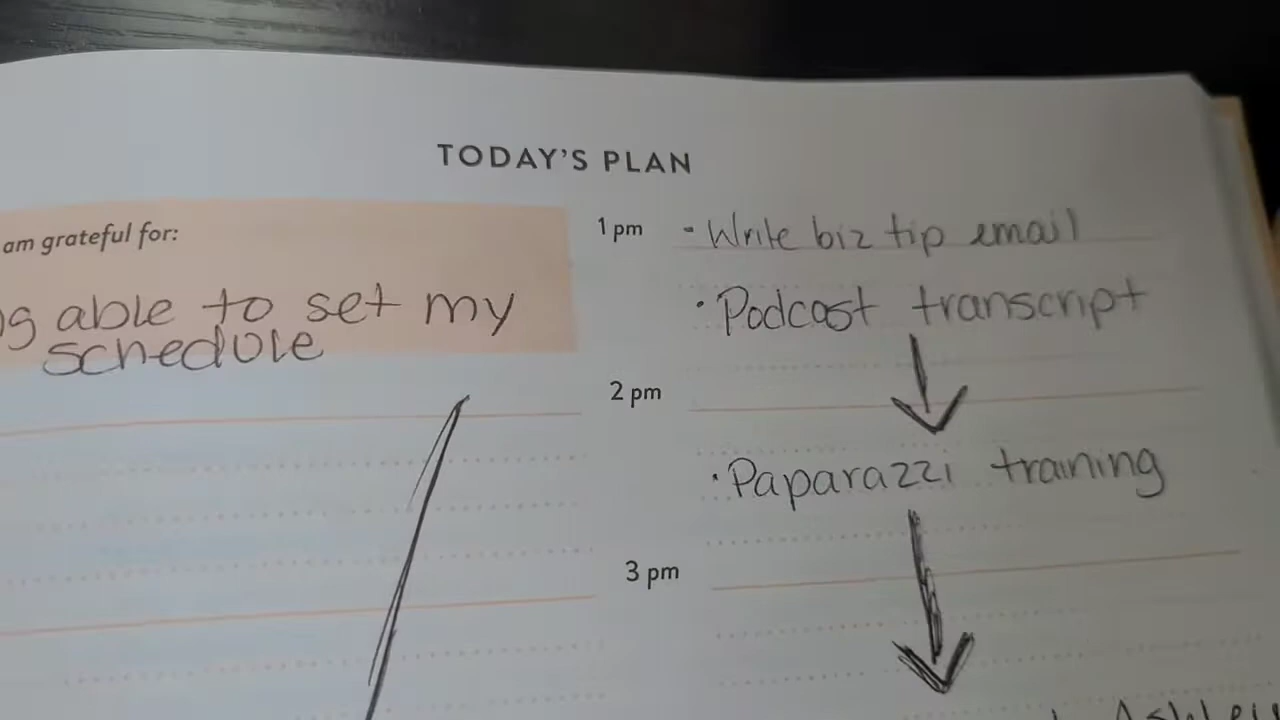 TODAY'S PLAN
am grateful for:
able to set my
schedule
1 pm
- Write biz tip email
• Podcast transcript
2 pm
• Paparazzi training
3 pm